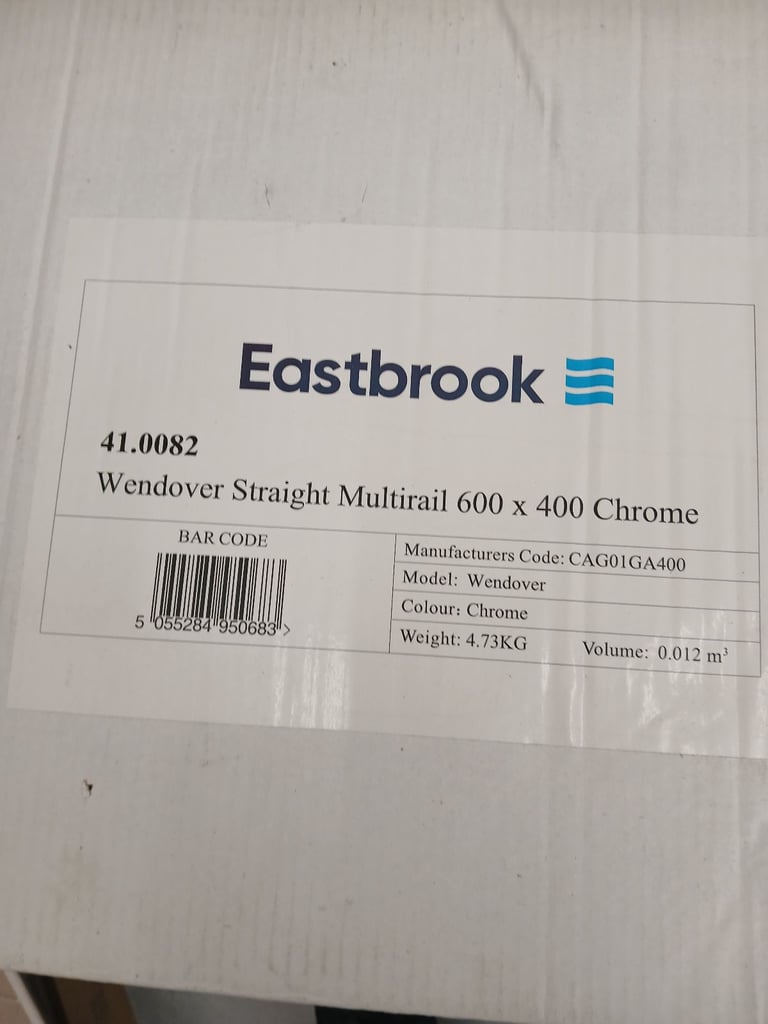 Eastbrook
41.0082
Wendover Straight Multirail 600 x 400 Chrome
BAR CODE
5 055284 950683 >
Manufacturers Code: CAG01GA400
Model: Wendover
Colour: Chrome
Weight: 4.73KG Volume: 0.012 m³